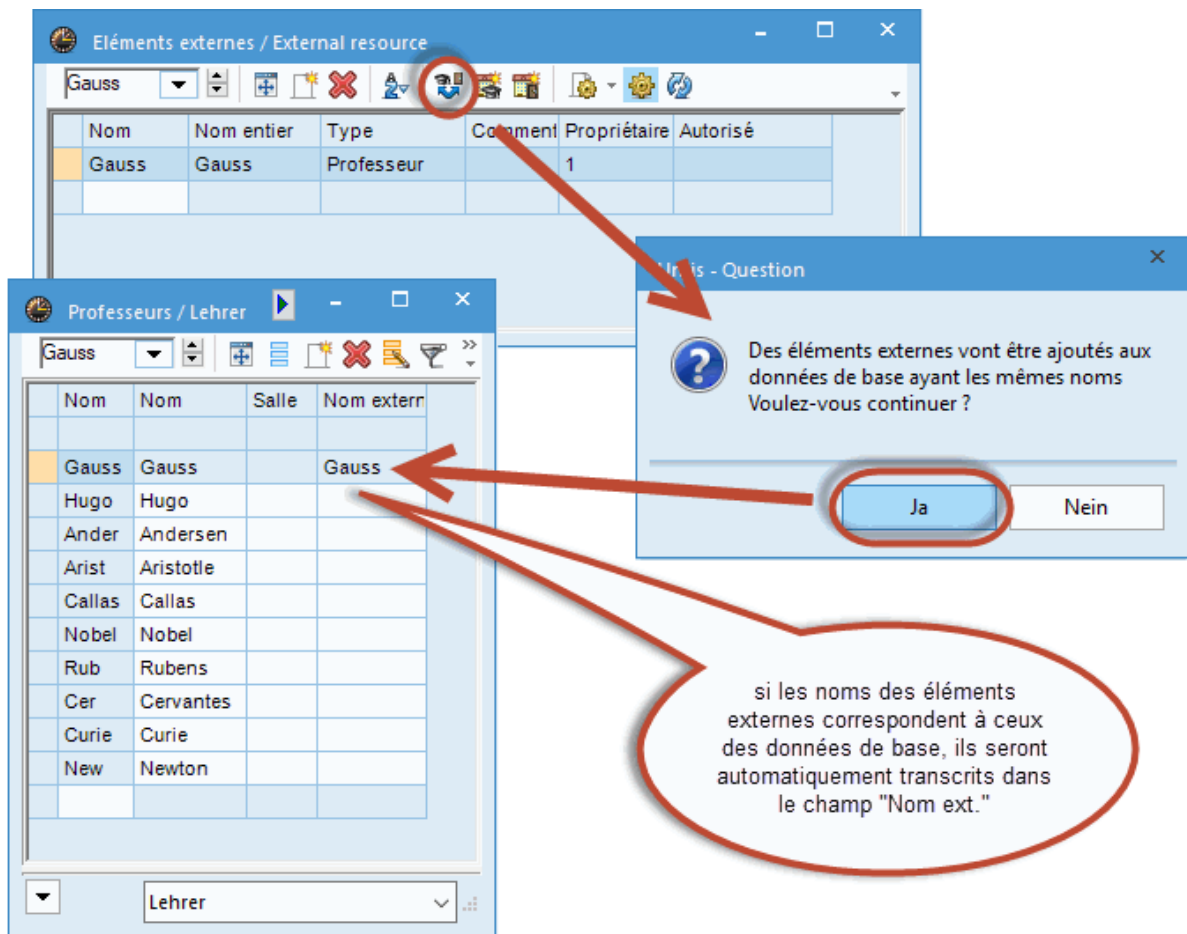 Eléments externes / External resource
Gauss
Nom Nom entier Type Comment Propriétaire Autorisé
Gauss Gauss Professeur 1
- Question
Des éléments externes vont être ajoutés aux
données de base ayant les mêmes noms
Voulez-vous continuer ?
Ja Nein
Professeurs / Lehrer
Gauss
Nom Nom Salle Nom extern
Gauss Gauss Gauss
Hugo Hugo
Ander Andersen
Arist Aristotle
Callas Callas
Nobel Nobel
Rub Rubens
Cer Cervantes
Curie Curie
New Newton
Lehrer
si les noms des éléments
externes correspondent à ceux
des données de base, ils seront
automatiquement transcrits dans
le champ "Nom ext."